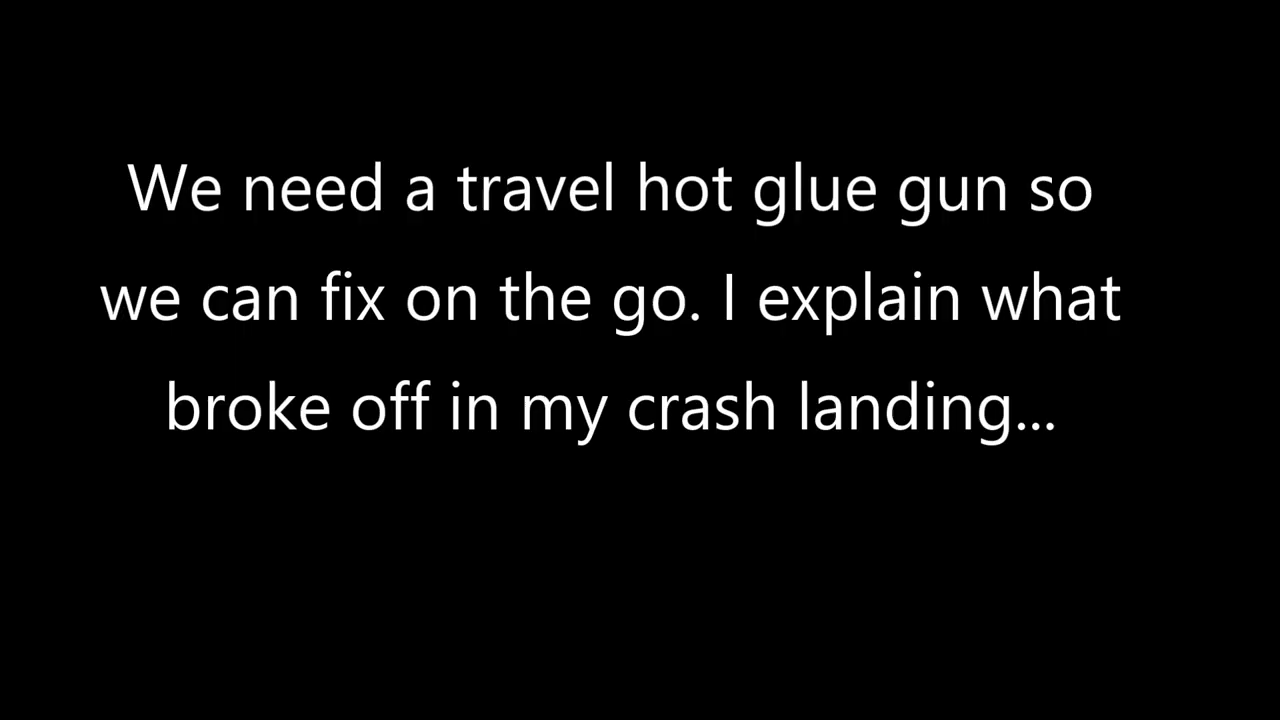 We need a travel hot glue gun so
we can fix on the go. I explain what
broke off in my crash landing...